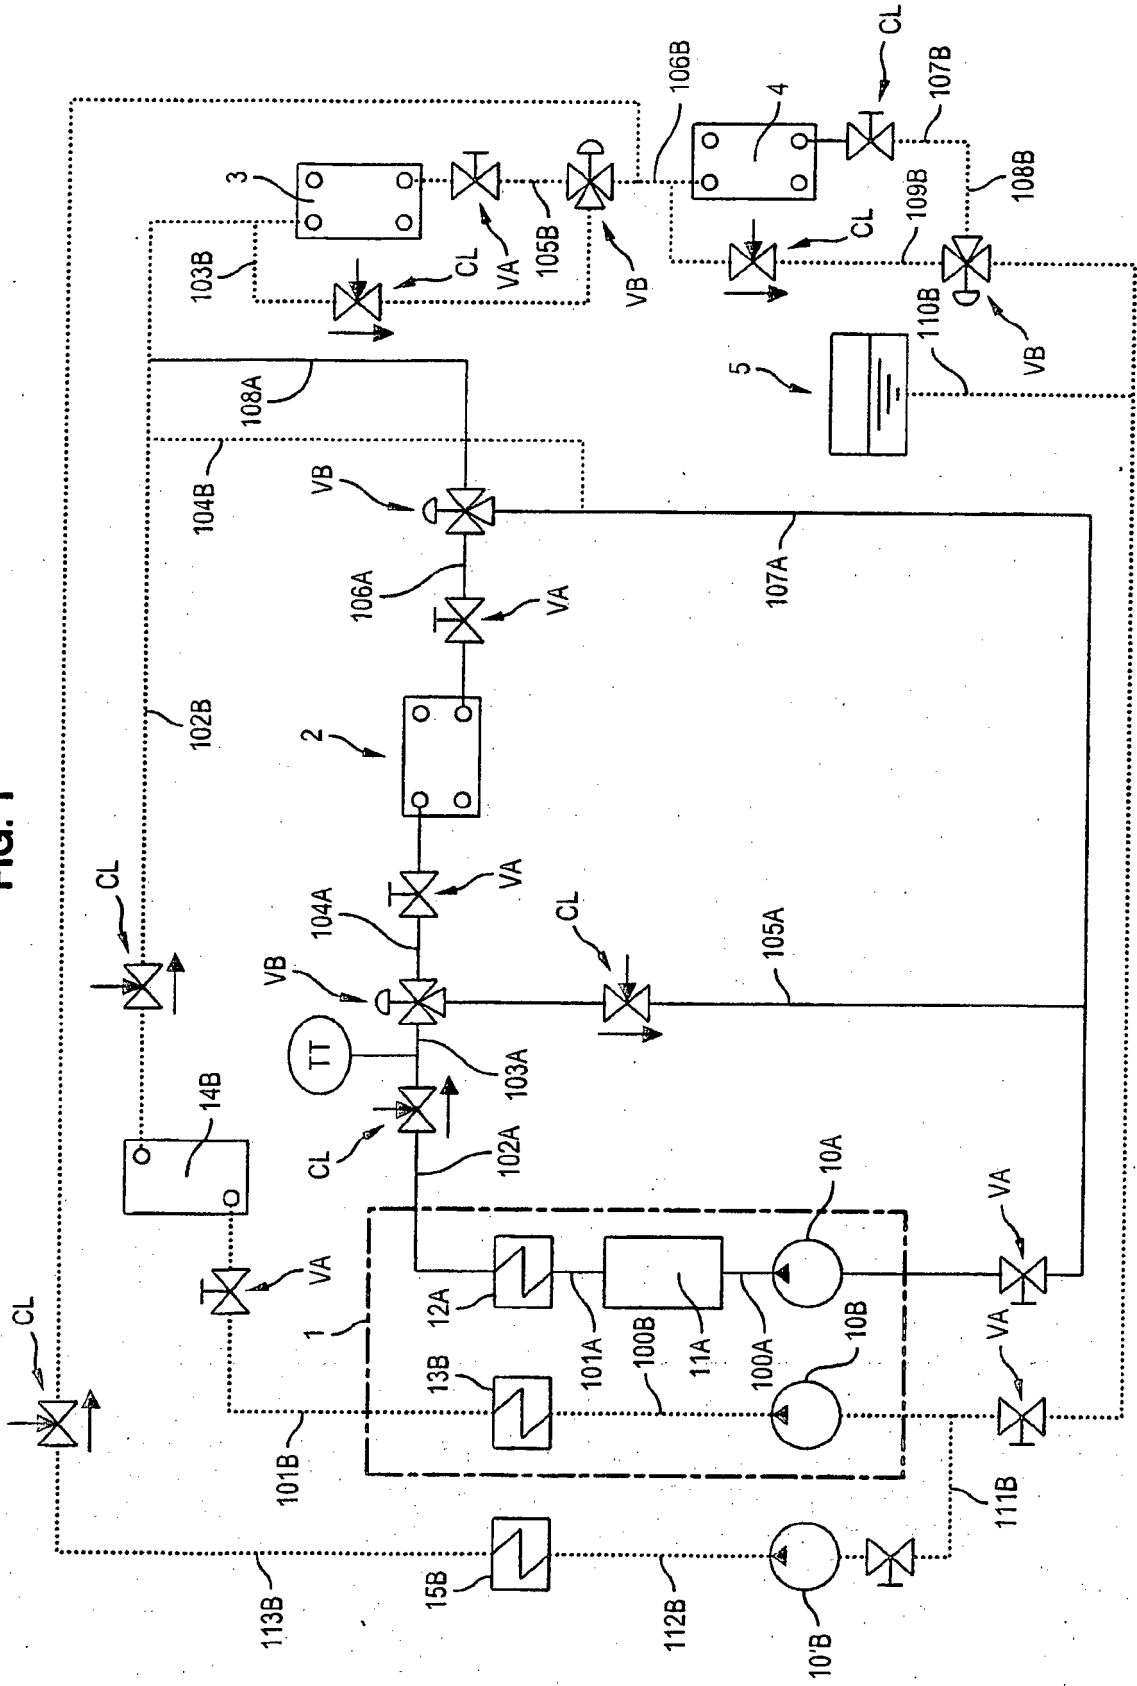 FIG. 1
CL
CL
14B
102B
104B
103B
3
113B
101B
VB
108A
1
VA
CL
TT
104A
2
VB
106A
15B
13B
12A
CL
102A
103A
VA
VA
105B
VA
CL
101A
100B
VB
112B
106B
11A
5
100A
105A
107A
4
10'B
10B
10A
CL
CL
109B
110B
107B
111B
VA
VA
108B
VB